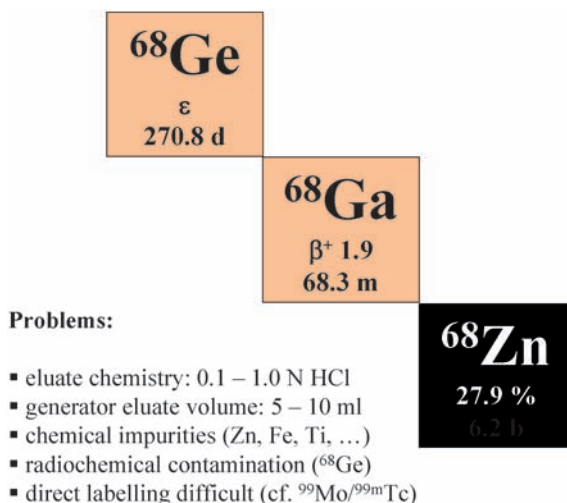 ⁶⁸Ge
ε
270.8 d
⁶⁸Ga
β⁺ 1.9
68.3 m
⁶⁸Zn
27.9 %
6.2 b
Problems:
▪ eluate chemistry: 0.1 – 1.0 N HCl
▪ generator eluate volume: 5 – 10 ml
▪ chemical impurities (Zn, Fe, Ti, …)
▪ radiochemical contamination (⁶⁸Ge)
▪ direct labelling difficult (cf. ⁹⁹Mo/⁹⁹ᵐTc)